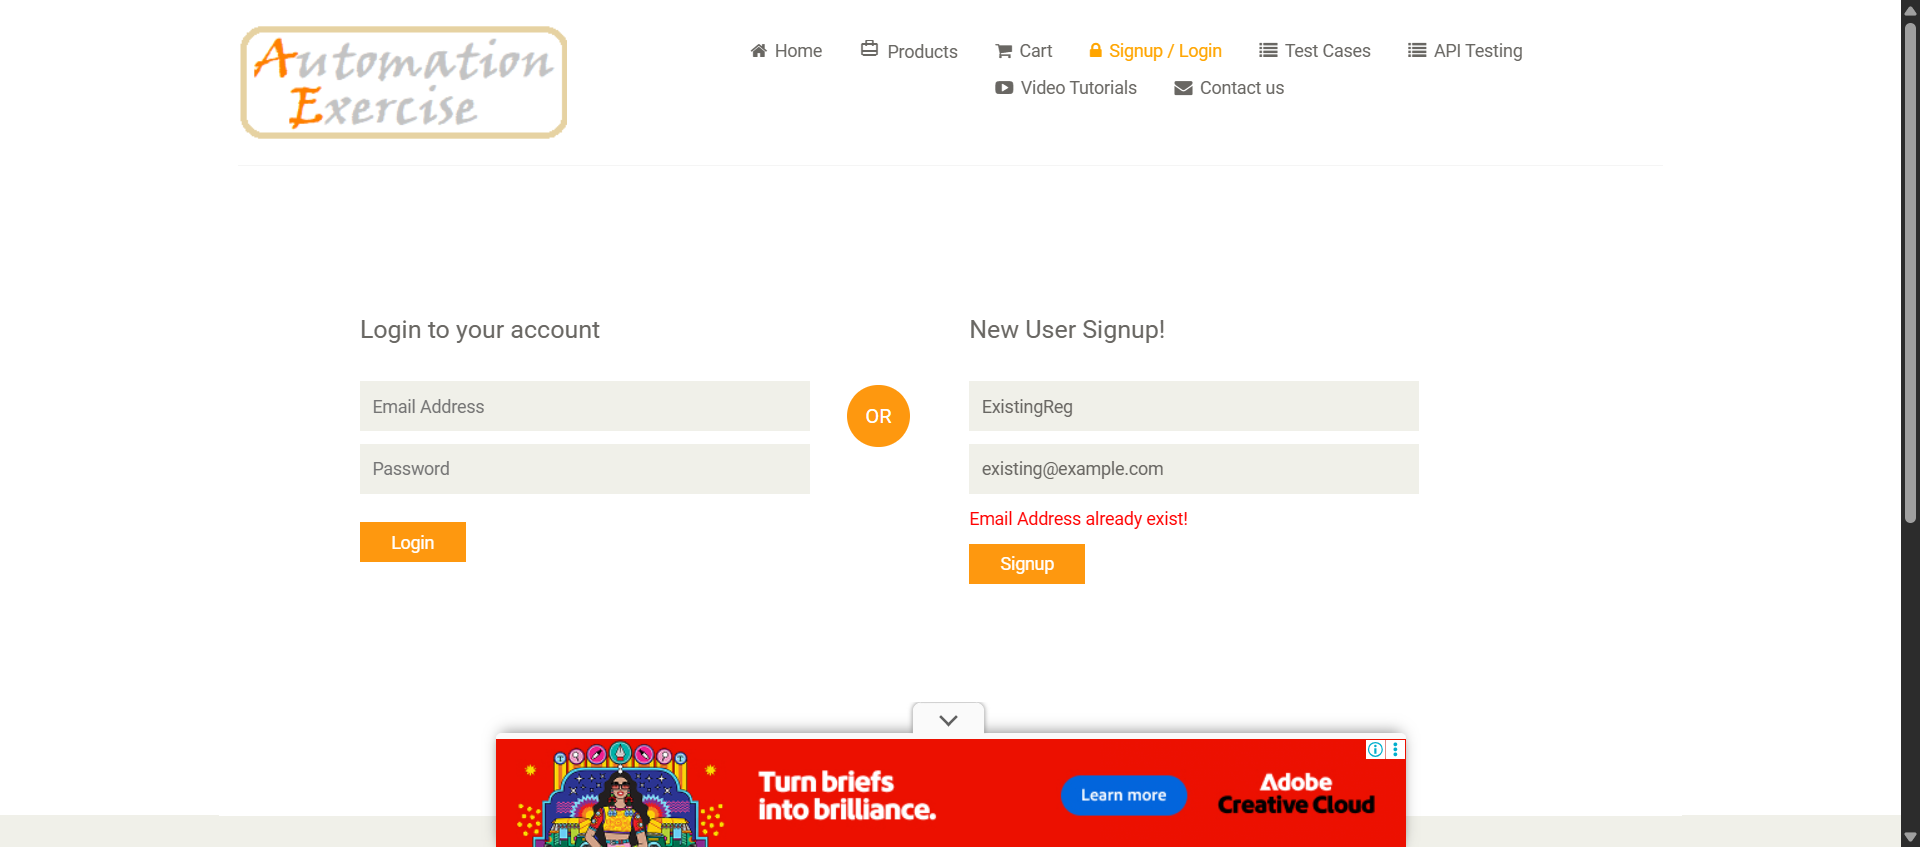 Automation
Exercise
Home
Products
Cart
Signup / Login
Test Cases
API Testing
Video Tutorials
Contact us
Login to your account
Email Address
Password
Login
OR
New User Signup!
ExistingReg
existing@example.com
Email Address already exist!
Signup
Turn briefs
into brilliance.
Learn more
Adobe
Creative Cloud